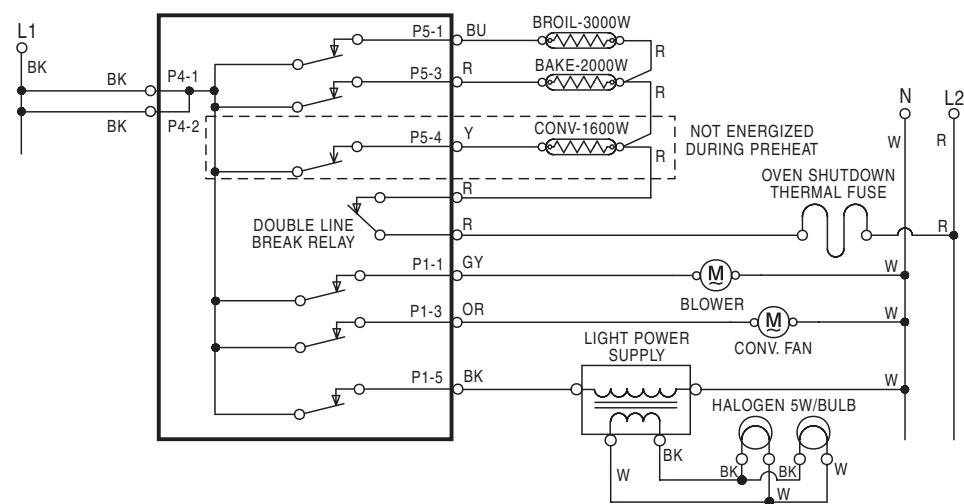 L1
BK
BK
P4-1
BK
P4-2
P5-1
BU
BROIL-3000W
R
P5-3
R
BAKE-2000W
R
P5-4
Y
CONV-1600W
R
NOT ENERGIZED
DURING PREHEAT
N
L2
W
R
R
DOUBLE LINE
BREAK RELAY
R
OVEN SHUTDOWN
THERMAL FUSE
R
P1-1
GY
M
~
BLOWER
W
P1-3
OR
M
~
CONV. FAN
W
P1-5
BK
LIGHT POWER
SUPPLY
W
HALOGEN 5W/BULB
W
BK
BK
BK
W
W